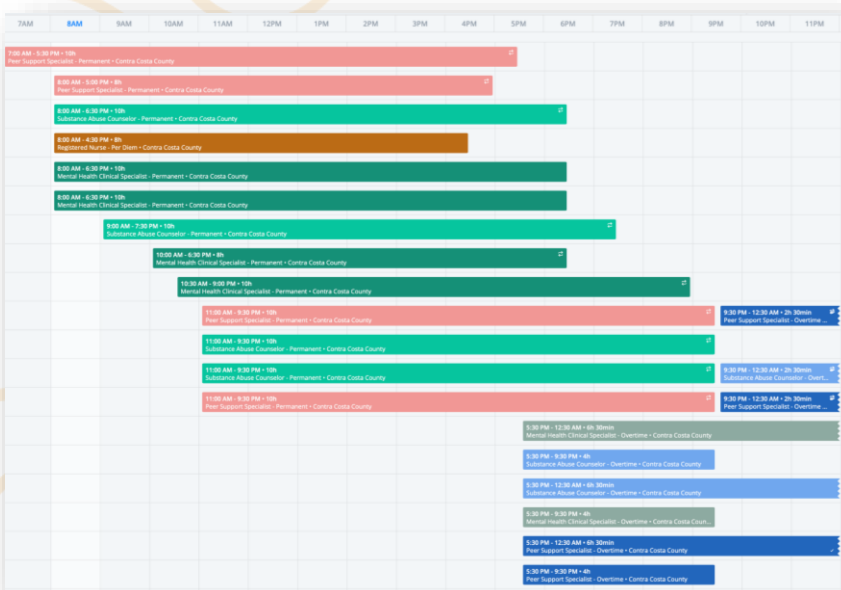 7AM 8AM 9AM 10AM 11AM 12PM 1PM 2PM 3PM 4PM 5PM 6PM 7PM 8PM 9PM 10PM 11PM
7:00 AM - 5:30 PM • 10h
Peer Support Specialist - Permanent • Contra Costa County
8:00 AM - 5:00 PM • 8h
Peer Support Specialist - Permanent • Contra Costa County
8:00 AM - 6:30 PM • 10h
Substance Abuse Counselor - Permanent • Contra Costa County
8:00 AM - 4:30 PM • 8h
Registered Nurse - Per Diem • Contra Costa County
8:00 AM - 6:30 PM • 10h
Mental Health Clinical Specialist - Permanent • Contra Costa County
8:00 AM - 6:30 PM • 10h
Mental Health Clinical Specialist - Permanent • Contra Costa County
9:00 AM - 7:30 PM • 10h
Substance Abuse Counselor - Permanent • Contra Costa County
10:00 AM - 6:30 PM • 8h
Mental Health Clinical Specialist - Permanent • Contra Costa County
10:30 AM - 9:00 PM • 10h
Mental Health Clinical Specialist - Permanent • Contra Costa County
11:00 AM - 9:30 PM • 10h
Peer Support Specialist - Permanent • Contra Costa County
9:30 PM - 12:30 AM • 2h 30min
Peer Support Specialist - Overtime ...
11:00 AM - 9:30 PM • 10h
Substance Abuse Counselor - Permanent • Contra Costa County
11:00 AM - 9:30 PM • 10h
Substance Abuse Counselor - Permanent • Contra Costa County
9:30 PM - 12:30 AM • 2h 30min
Substance Abuse Counselor - Overt...
11:00 AM - 9:30 PM • 10h
Peer Support Specialist - Permanent • Contra Costa County
9:30 PM - 12:30 AM • 2h 30min
Peer Support Specialist - Overtime ...
5:30 PM - 12:30 AM • 6h 30min
Mental Health Clinical Specialist - Overtime • Contra Costa County
5:30 PM - 9:30 PM • 4h
Substance Abuse Counselor - Overtime • Contra Costa County
5:30 PM - 12:30 AM • 6h 30min
Substance Abuse Counselor - Overtime • Contra Costa County
5:30 PM - 9:30 PM • 4h
Mental Health Clinical Specialist - Overtime • Contra Costa Coun...
5:30 PM - 12:30 AM • 6h 30min
Peer Support Specialist - Overtime • Contra Costa County
5:30 PM - 9:30 PM • 4h
Peer Support Specialist - Overtime • Contra Costa County